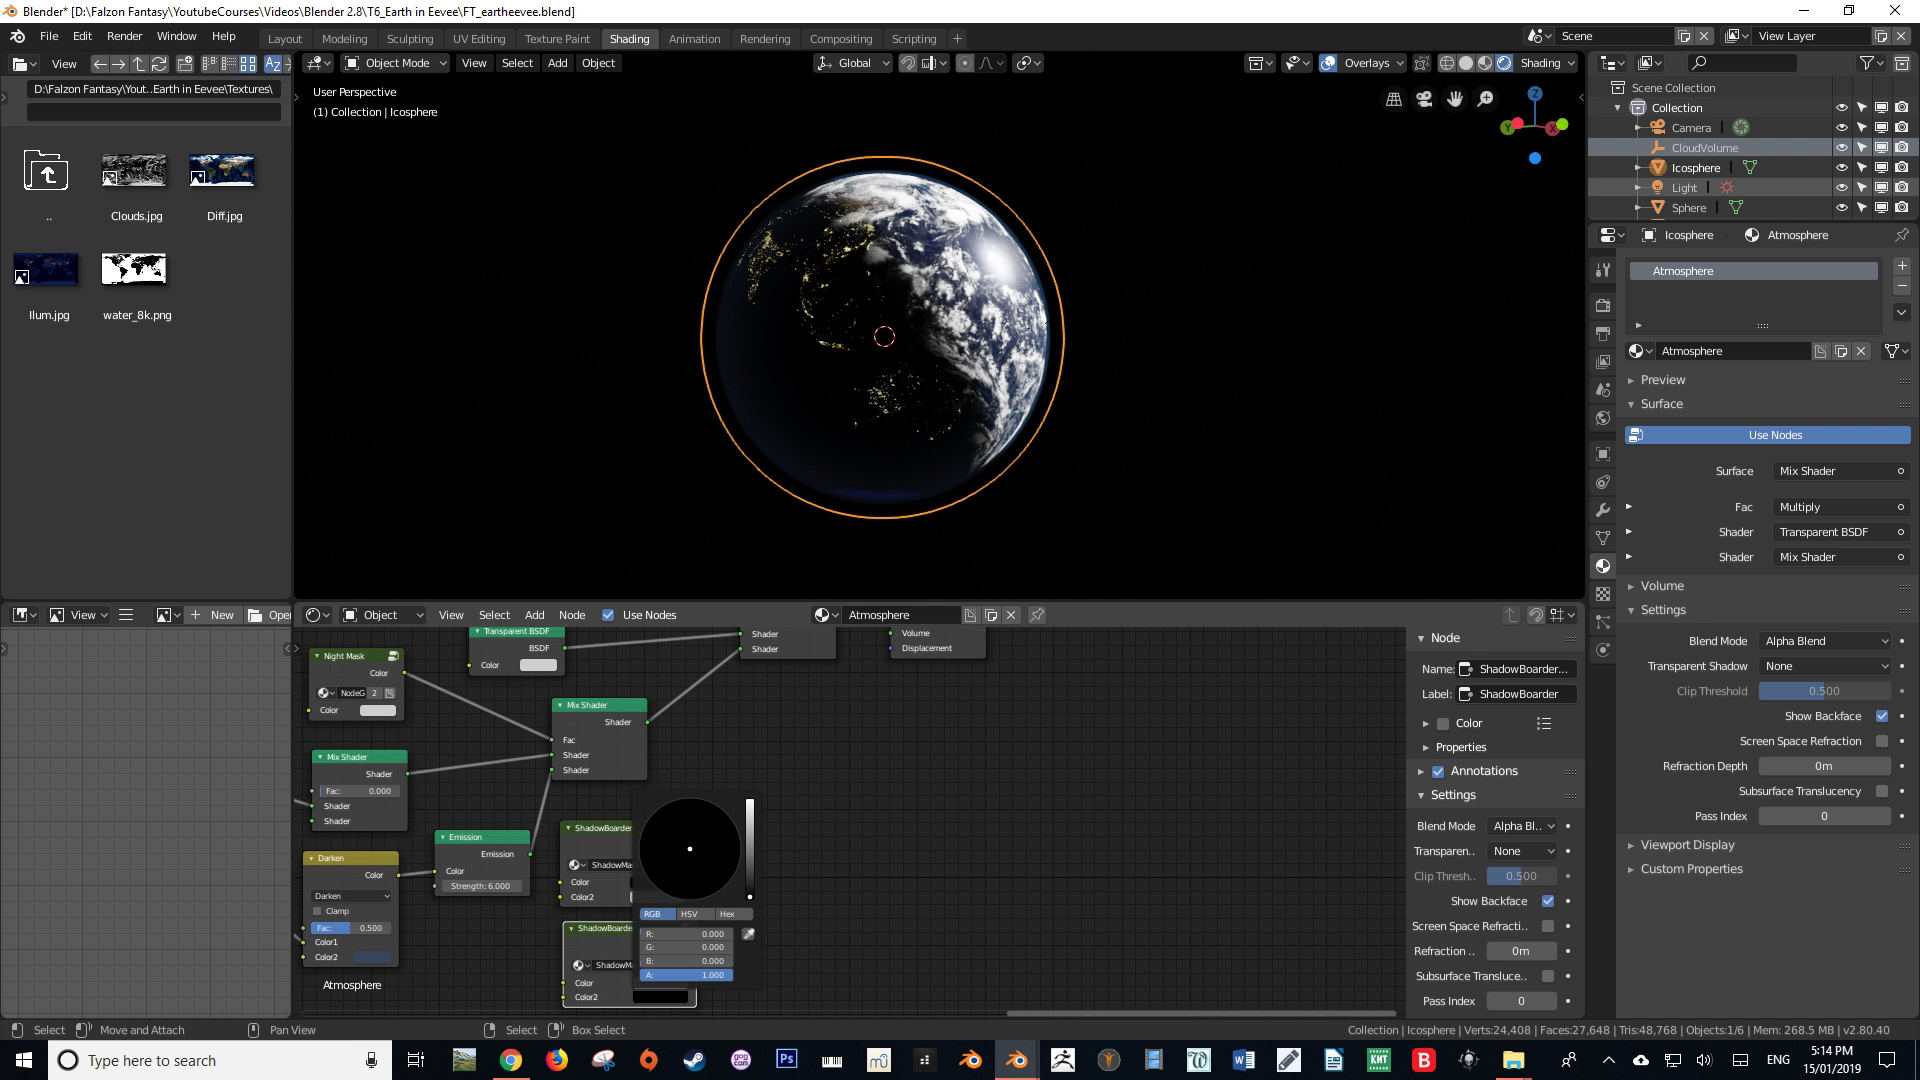 Blender* [D:\Falzon Fantasy\YoutubeCourses\Videos\Blender 2.8\T6_Earth in Eevee\FT_eartheevee.blend]
File Edit Render Window Help
Layout Modeling Sculpting UV Editing Texture Paint Shading Animation Rendering Compositing Scripting +
Scene
View Layer
View
D:\Falzon Fantasy\Yout..Earth in Eevee\Textures\
..
Clouds.jpg
Diff.jpg
Ilum.jpg
water_8k.png
Object Mode View Select Add Object
Global
Overlays
Shading
User Perspective
(1) Collection | Icosphere
Z
Y
X
Scene Collection
Collection
Camera
CloudVolume
Icosphere
Light
Sphere
Icosphere
Atmosphere
Atmosphere
Atmosphere
Preview
Surface
Use Nodes
Surface Mix Shader
Fac Multiply
Shader Transparent BSDF
Shader Mix Shader
Volume
Settings
Blend Mode Alpha Blend
Transparent Shadow None
Clip Threshold 0.500
Show Backface
Screen Space Refraction
Refraction Depth 0m
Subsurface Translucency
Pass Index 0
Viewport Display
Custom Properties
View
New
Open
Object View Select Add Node Use Nodes
Atmosphere
Transparent BSDF
BSDF
Color
Shader
Shader
Volume
Displacement
Night Mask
Color
NodeG 2
Color
Mix Shader
Shader
Fac
Shader
Shader
Mix Shader
Shader
Fac: 0.000
Shader
Shader
Emission
Emission
Color
Strength: 6.000
Darken
Color
Darken
Clamp
Fac: 0.500
Color1
Color2
Atmosphere
ShadowBoarder
ShadowMa
Color
Color2
ShadowBoarde
ShadowM
Color
Color2
RGB HSV Hex
R: 0.000
G: 0.000
B: 0.000
A: 1.000
Node
Name: ShadowBoarder...
Label: ShadowBoarder
Color
Properties
Annotations
Settings
Blend Mode Alpha Bl..
Transparen.. None
Clip Thresh.. 0.500
Show Backface
Screen Space Refracti..
Refraction .. 0m
Subsurface Transluce..
Pass Index 0
Select Move and Attach Pan View Select Box Select
Collection | Icosphere | Verts:24,408 | Faces:27,648 | Tris:48,768 | Objects:1/6 | Mem: 268.5 MB | v2.80.40
Type here to search
Ps
W
KHT
B
ENG
5:14 PM
15/01/2019